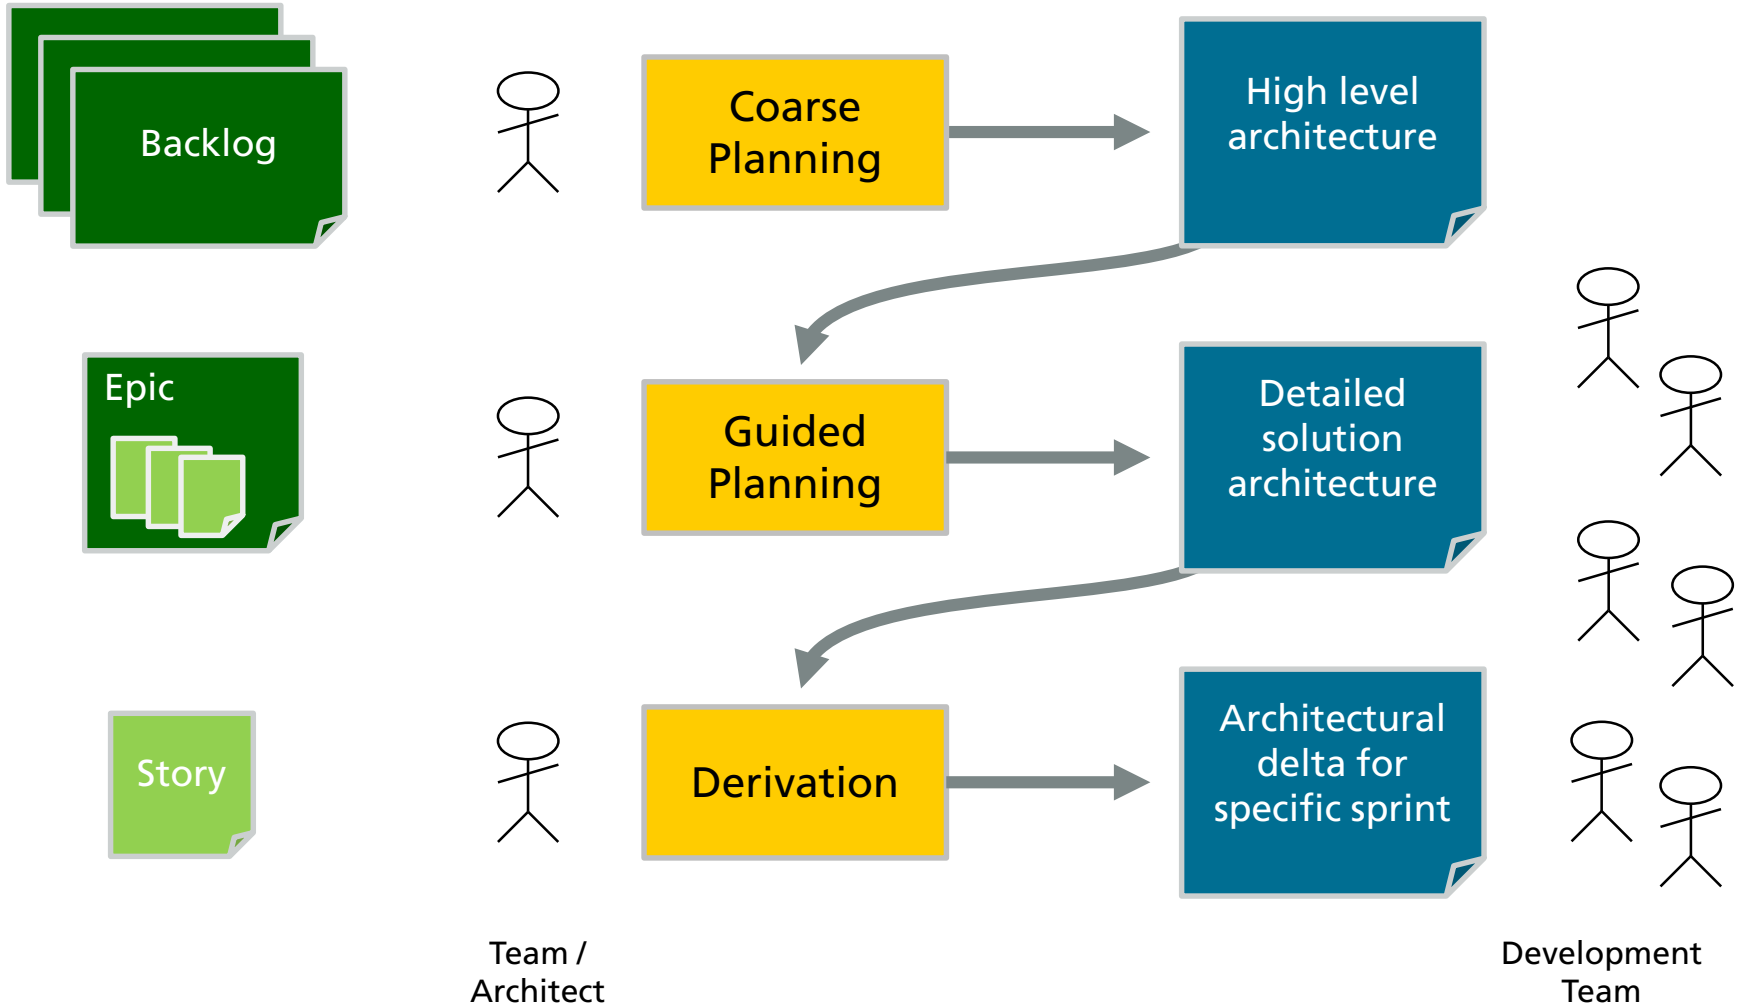 Backlog
Coarse
Planning
High level
architecture
Epic
Guided
Planning
Detailed
solution
architecture
Story
Derivation
Architectural
delta for
specific sprint
Team /
Architect
Development
Team